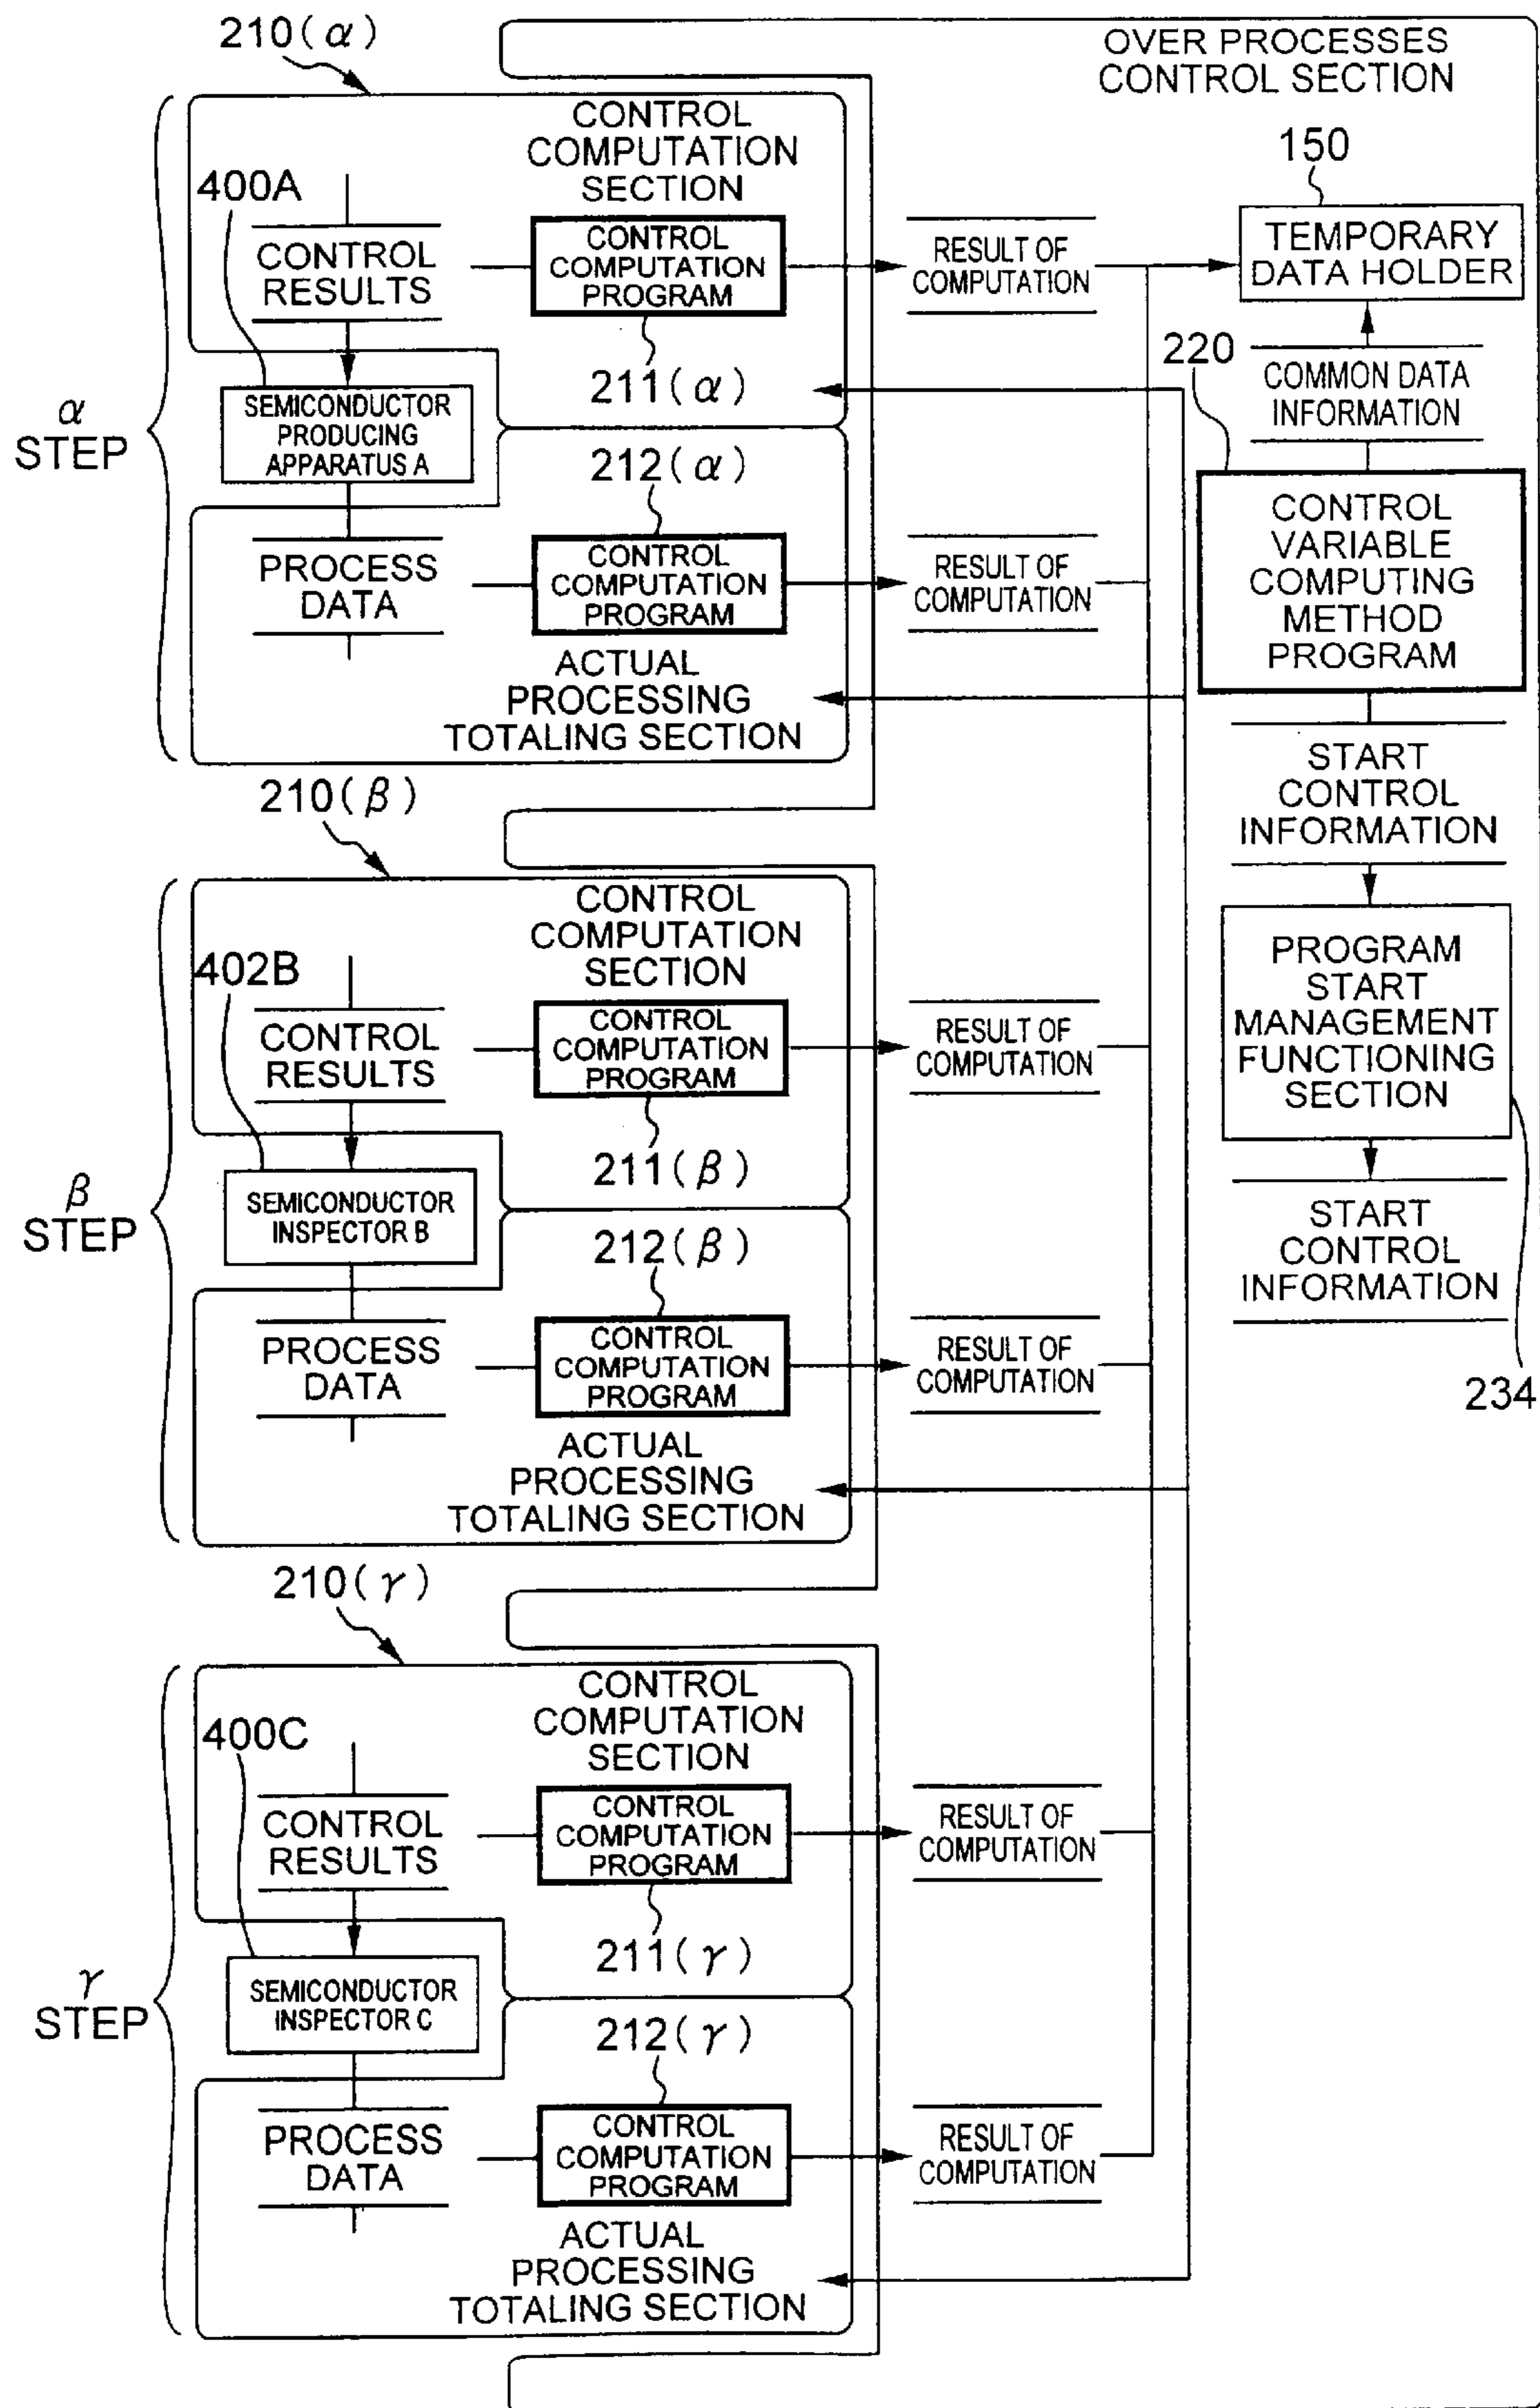 OVER PROCESSES
CONTROL SECTION
210(α)
CONTROL
COMPUTATION
SECTION
400A
CONTROL
RESULTS
CONTROL
COMPUTATION
PROGRAM
RESULT OF
COMPUTATION
150
TEMPORARY
DATA HOLDER
211(α)
α
STEP
SEMICONDUCTOR
PRODUCING
APPARATUS A
212(α)
PROCESS
DATA
CONTROL
COMPUTATION
PROGRAM
RESULT OF
COMPUTATION
ACTUAL
PROCESSING
TOTALING SECTION
220
COMMON DATA
INFORMATION
CONTROL
VARIABLE
COMPUTING
METHOD
PROGRAM
START
CONTROL
INFORMATION
PROGRAM
START
MANAGEMENT
FUNCTIONING
SECTION
START
CONTROL
INFORMATION
234
210(β)
CONTROL
COMPUTATION
SECTION
402B
CONTROL
RESULTS
CONTROL
COMPUTATION
PROGRAM
RESULT OF
COMPUTATION
211(β)
β
STEP
SEMICONDUCTOR
INSPECTOR B
212(β)
PROCESS
DATA
CONTROL
COMPUTATION
PROGRAM
RESULT OF
COMPUTATION
ACTUAL
PROCESSING
TOTALING SECTION
210(γ)
CONTROL
COMPUTATION
SECTION
400C
CONTROL
RESULTS
CONTROL
COMPUTATION
PROGRAM
RESULT OF
COMPUTATION
211(γ)
γ
STEP
SEMICONDUCTOR
INSPECTOR C
212(γ)
PROCESS
DATA
CONTROL
COMPUTATION
PROGRAM
RESULT OF
COMPUTATION
ACTUAL
PROCESSING
TOTALING SECTION